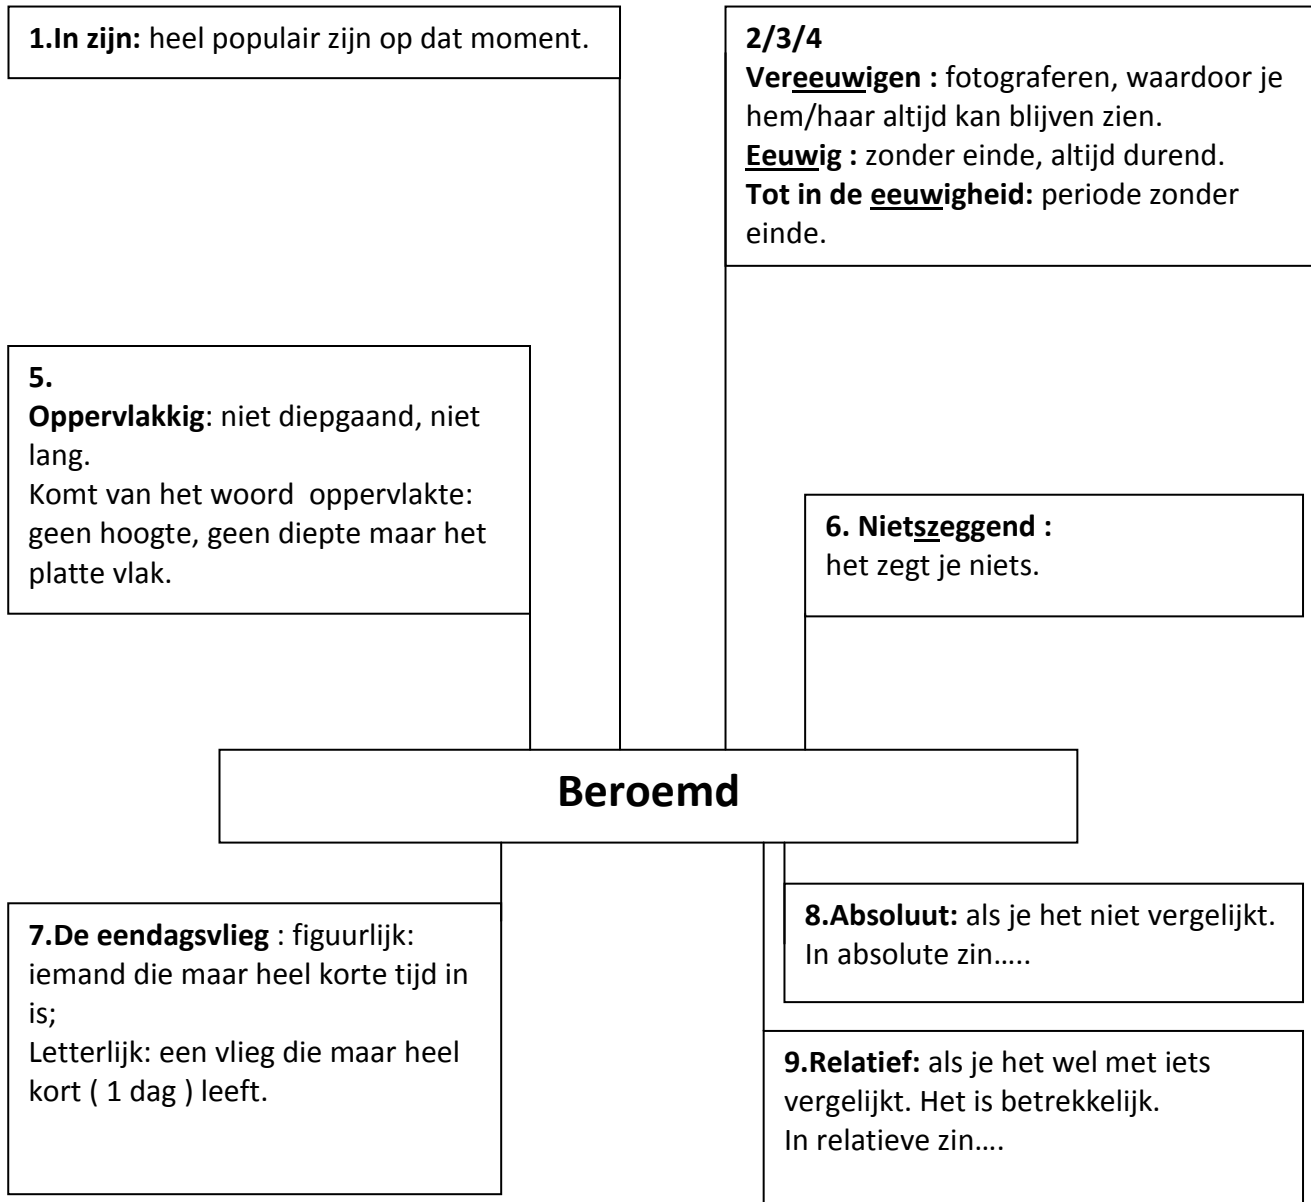 1.In zijn: heel populair zijn op dat moment.
2/3/4
Vereeuwigen : fotograferen, waardoor je
hem/haar altijd kan blijven zien.
Eeuwig : zonder einde, altijd durend.
Tot in de eeuwigheid: periode zonder
einde.
5.
Oppervlakkig: niet diepgaand, niet
lang.
Komt van het woord  oppervlakte:
geen hoogte, geen diepte maar het
platte vlak.
6. Nietszeggend :
het zegt je niets.
Beroemd
7.De eendagsvlieg : figuurlijk:
iemand die maar heel korte tijd in
is;
Letterlijk: een vlieg die maar heel
kort ( 1 dag ) leeft.
8.Absoluut: als je het niet vergelijkt.
In absolute zin…..
9.Relatief: als je het wel met iets
vergelijkt. Het is betrekkelijk.
In relatieve zin….